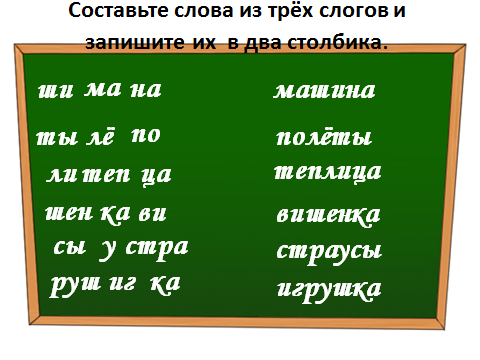 Составьте слова из трёх слогов и
запишите их в два столбика.
ши ма на машина
ты лё по полёты
ли теп ца теплица
шен ка ви вишенка
сы у стра страусы
руш иг ка игрушка